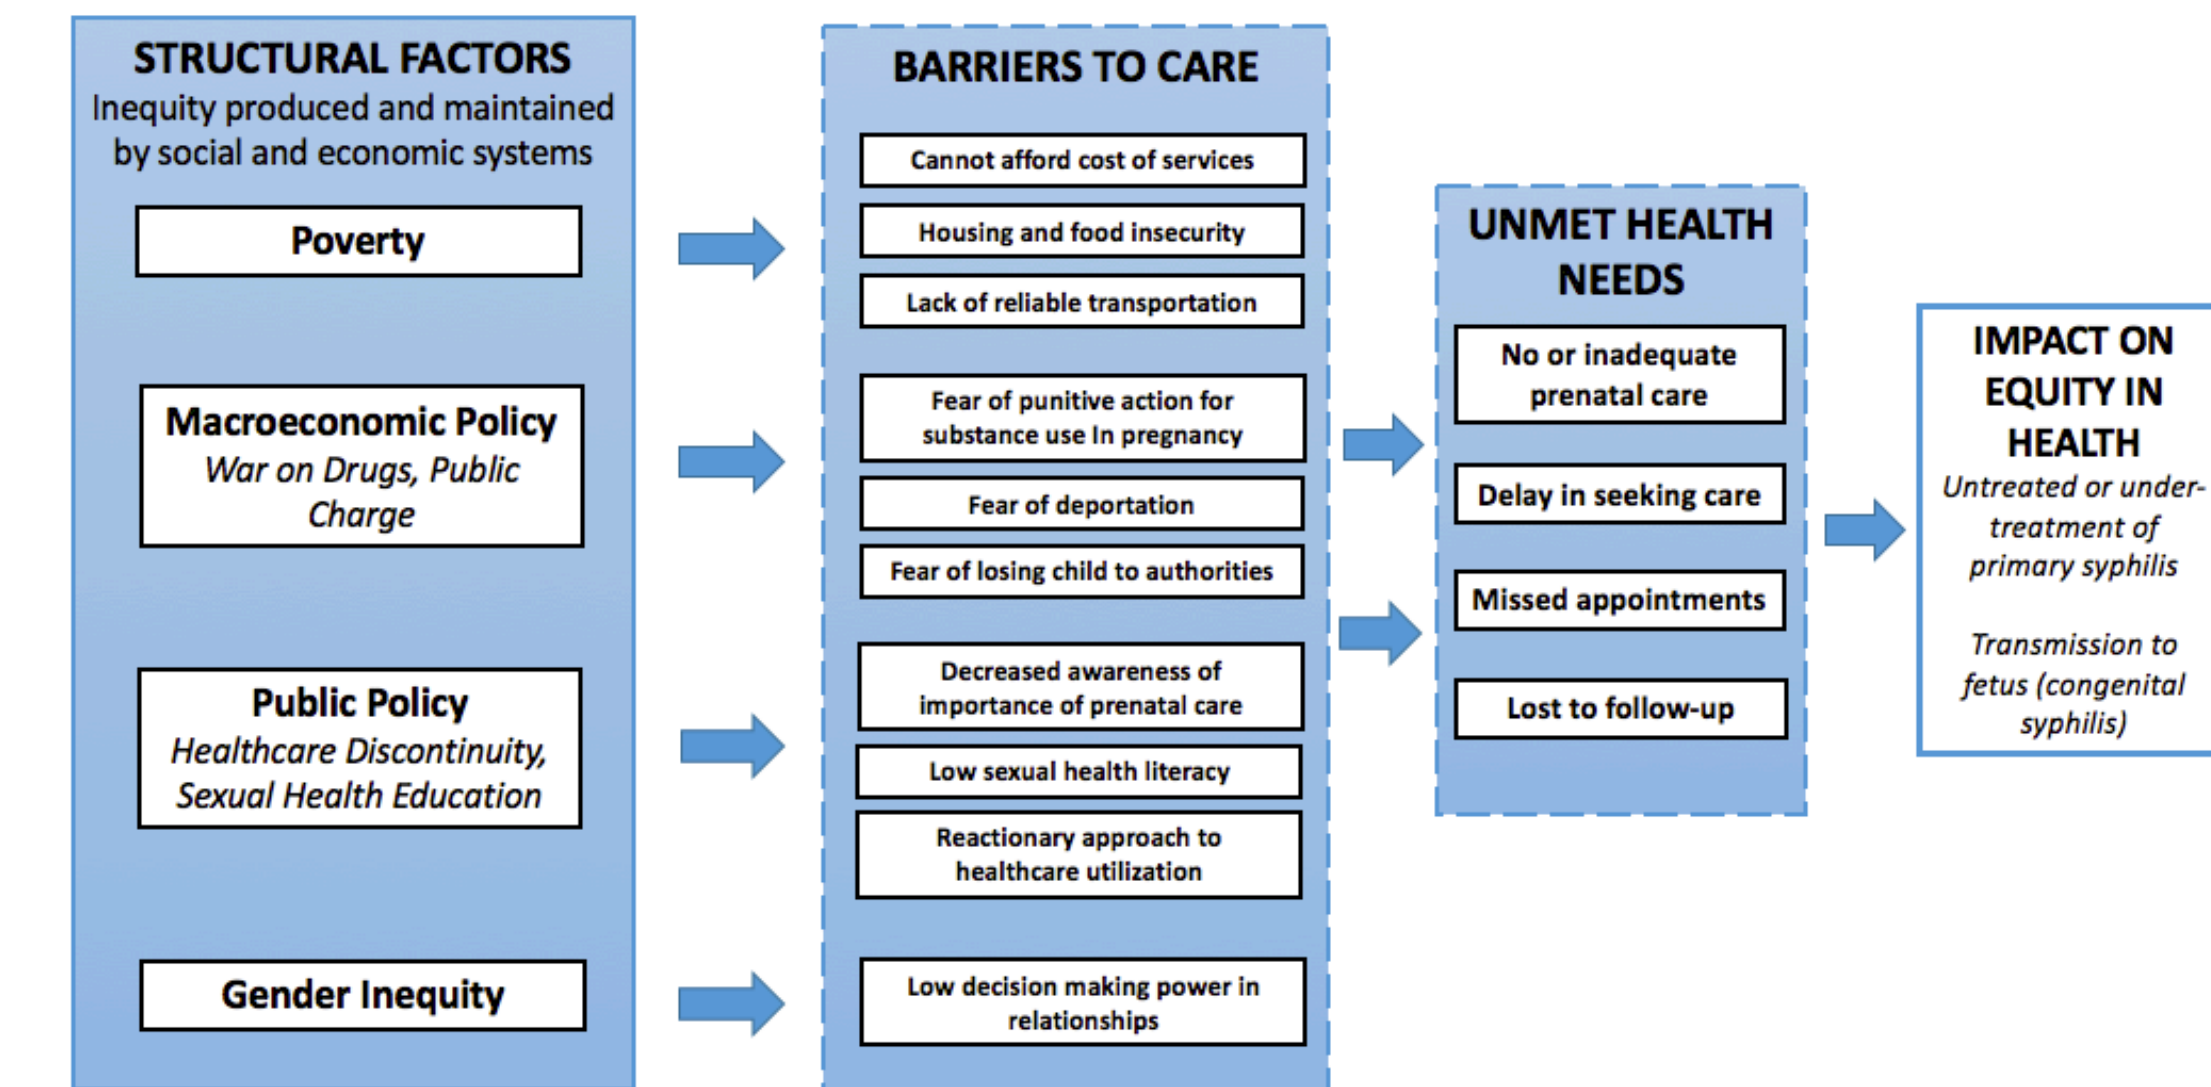 STRUCTURAL FACTORS
Inequity produced and maintained
by social and economic systems
Poverty
Macroeconomic Policy
War on Drugs, Public
Charge
Public Policy
Healthcare Discontinuity,
Sexual Health Education
Gender Inequity
BARRIERS TO CARE
Cannot afford cost of services
Housing and food insecurity
Lack of reliable transportation
Fear of punitive action for
substance use In pregnancy
Fear of deportation
Fear of losing child to authorities
Decreased awareness of
importance of prenatal care
Low sexual health literacy
Reactionary approach to
healthcare utilization
Low decision making power in
relationships
UNMET HEALTH
NEEDS
No or inadequate
prenatal care
Delay in seeking care
Missed appointments
Lost to follow-up
IMPACT ON
EQUITY IN
HEALTH
Untreated or under-
treatment of
primary syphilis
Transmission to
fetus (congenital
syphilis)